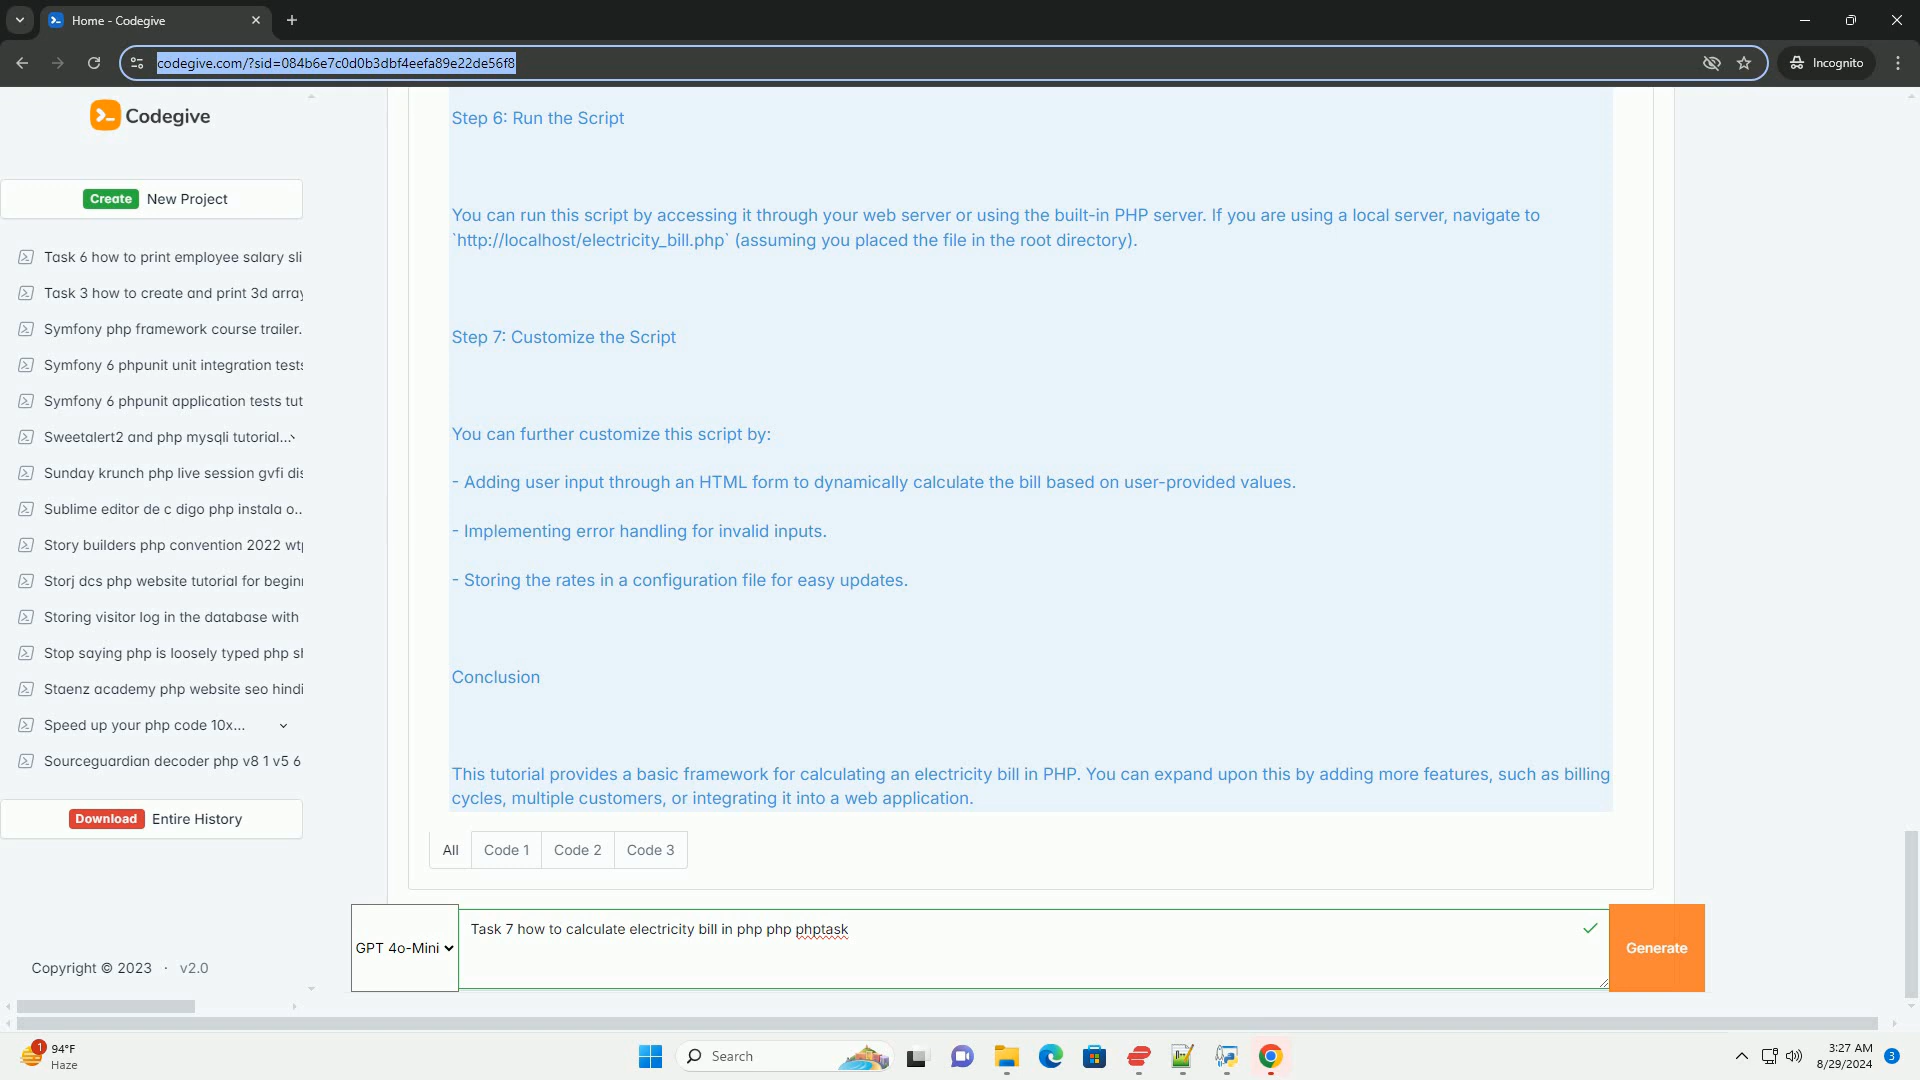 Home - Codegive
codegive.com/?sid=084b6e7c0d0b3dbf4eefa89e22de56f8
Incognito
Codegive
Create New Project
Task 6 how to print employee salary sli
Task 3 how to create and print 3d array
Symfony php framework course trailer.
Symfony 6 phpunit unit integration tests
Symfony 6 phpunit application tests tut
Sweetalert2 and php mysqli tutorial...
Sunday krunch php live session gvfi dis
Sublime editor de c digo php instala o..
Story builders php convention 2022 wtp
Storj dcs php website tutorial for begin
Storing visitor log in the database with
Stop saying php is loosely typed php sh
Staenz academy php website seo hindi
Speed up your php code 10x...
Sourceguardian decoder php v8 1 v5 6
Download Entire History
Copyright © 2023 · v2.0
Step 6: Run the Script
You can run this script by accessing it through your web server or using the built-in PHP server. If you are using a local server, navigate to
`http://localhost/electricity_bill.php` (assuming you placed the file in the root directory).
Step 7: Customize the Script
You can further customize this script by:
- Adding user input through an HTML form to dynamically calculate the bill based on user-provided values.
- Implementing error handling for invalid inputs.
- Storing the rates in a configuration file for easy updates.
Conclusion
This tutorial provides a basic framework for calculating an electricity bill in PHP. You can expand upon this by adding more features, such as billing
cycles, multiple customers, or integrating it into a web application.
All Code 1 Code 2 Code 3
GPT 4o-Mini
Task 7 how to calculate electricity bill in php php phptask
Generate
1
94°F
Haze
Search
3:27 AM
8/29/2024
3